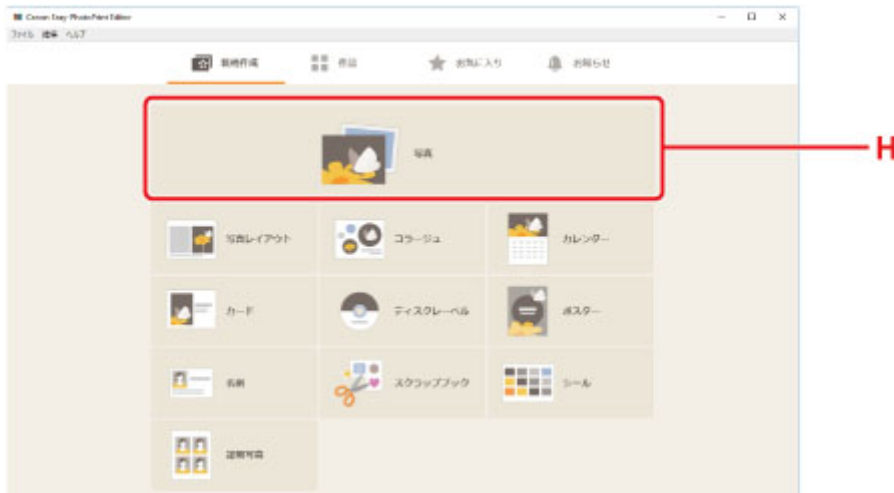 Canon Easy-PhotoPrint Editor
ファイル 編集 ヘルプ
新規作成 作品 お気に入り お知らせ
写真
H
写真レイアウト コラージュ カレンダー
カード ディスクレーベル ポスター
名刺 スクラップブック シール
証明写真